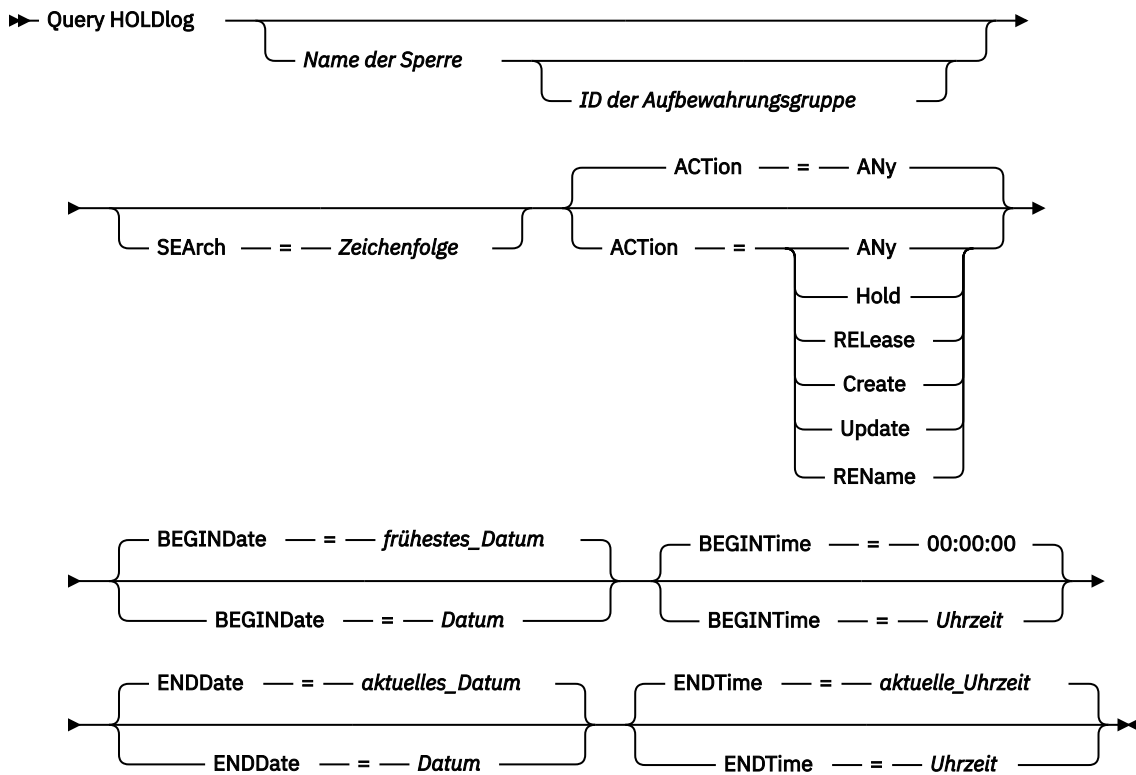 Query HOLDlog
Name der Sperre
ID der Aufbewahrungsgruppe
ACTion = ANy
SEArch = Zeichenfolge
ACTion = ANy
Hold
RELease
Create
Update
REName
BEGINDate = frühestes_Datum
BEGINTime = 00:00:00
BEGINDate = Datum
BEGINTime = Uhrzeit
ENDDate = aktuelles_Datum
ENDTime = aktuelle_Uhrzeit
ENDDate = Datum
ENDTime = Uhrzeit